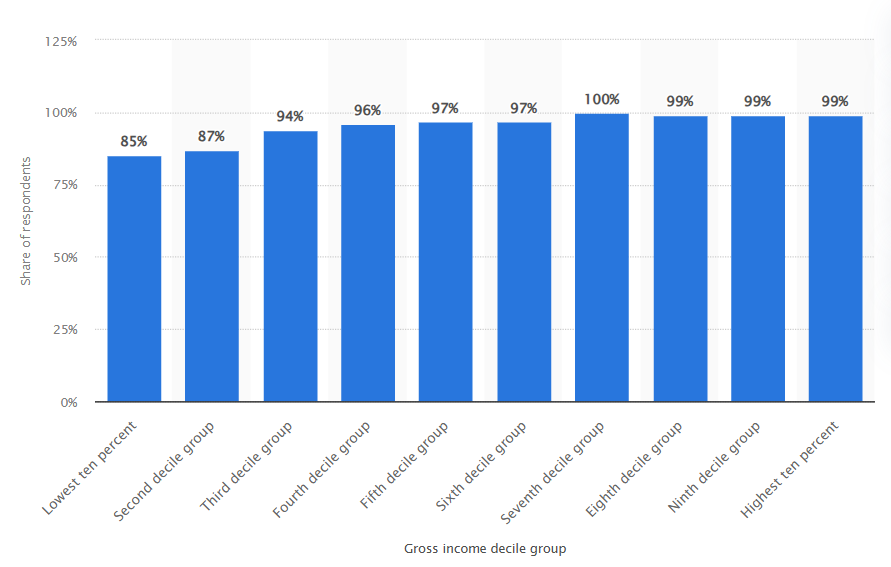 125%
100%
75%
50%
25%
0%
Share of respondents
85%
87%
94%
96%
97%
97%
100%
99%
99%
99%
Lowest ten percent
Second decile group
Third decile group
Fourth decile group
Fifth decile group
Sixth decile group
Seventh decile group
Eighth decile group
Ninth decile group
Highest ten percent
Gross income decile group